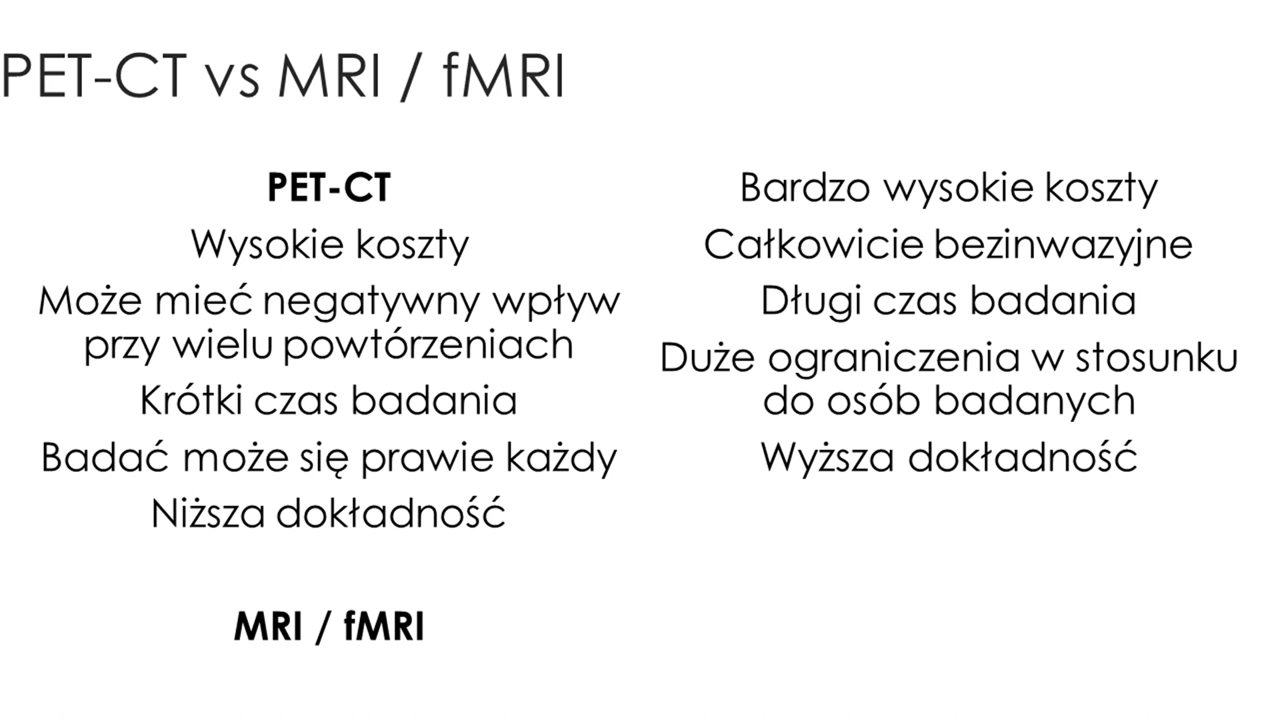 PET-CT vs MRI / fMRI
PET-CT
Wysokie koszty
Może mieć negatywny wpływ
przy wielu powtórzeniach
Krótki czas badania
Badać może się prawie każdy
Niższa dokładność
MRI / fMRI
Bardzo wysokie koszty
Całkowicie bezinwazyjne
Długi czas badania
Duże ograniczenia w stosunku
do osób badanych
Wyższa dokładność